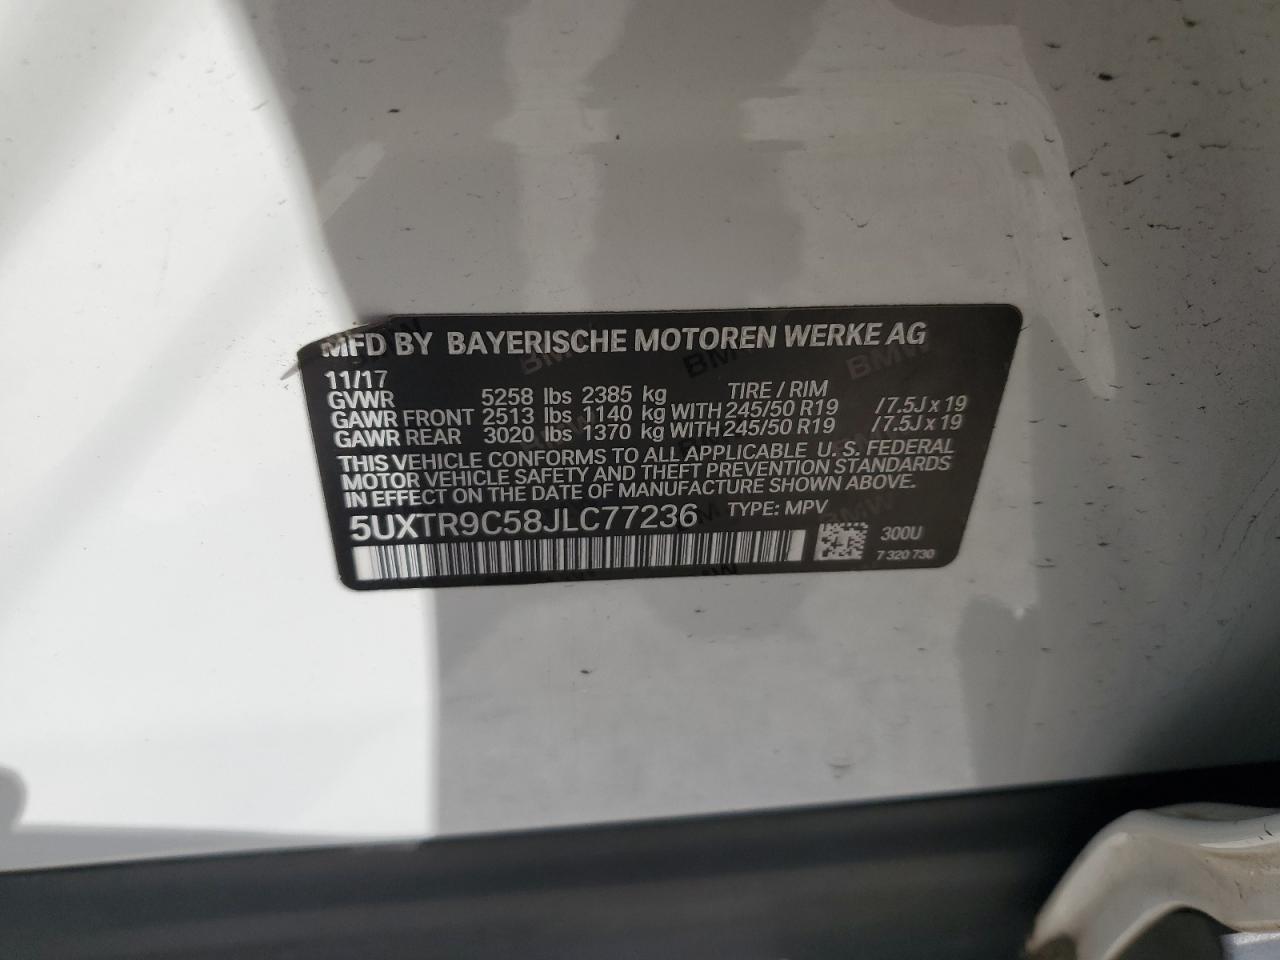 MFD BY BAYERISCHE MOTOREN WERKE AG
11/17
GVWR 5258 lbs 2385 kg TIRE / RIM
GAWR FRONT 2513 lbs 1140 kg WITH 245/50 R19 / 7.5J x 19
GAWR REAR 3020 lbs 1370 kg WITH 245/50 R19 / 7.5J x 19
THIS VEHICLE CONFORMS TO ALL APPLICABLE U. S. FEDERAL
MOTOR VEHICLE SAFETY AND THEFT PREVENTION STANDARDS
IN EFFECT ON THE DATE OF MANUFACTURE SHOWN ABOVE.
5UXTR9C58JLC77236 TYPE: MPV
300U
7 320 730